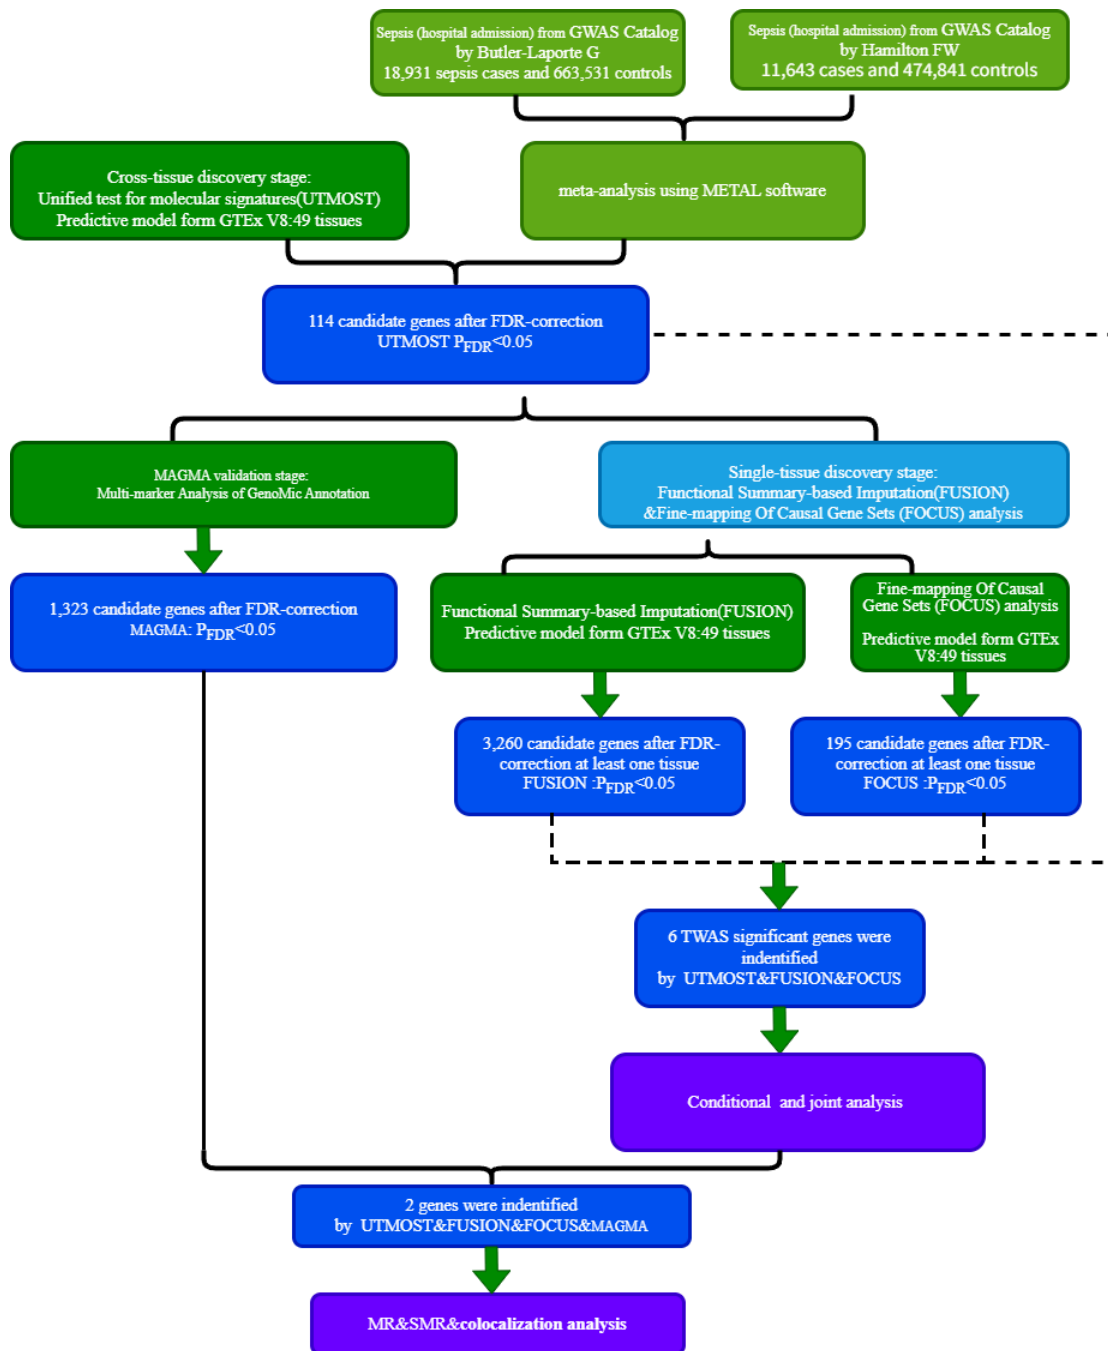 Sepsis (hospital admission) from GWAS Catalog
by Butler-Laporte G
18,931 sepsis cases and 663,531 controls
Sepsis (hospital admission) from GWAS Catalog
by Hamilton FW
11,643 cases and 474,841 controls
Cross-tissue discovery stage:
Unified test for molecular signatures(UTMOST)
Predictive model form GTEx V8:49 tissues
meta-analysis using METAL software
114 candidate genes after FDR-correction
UTMOST PFDR<0.05
MAGMA validation stage:
Multi-marker Analysis of GenoMic Annotation
Single-tissue discovery stage:
Functional Summary-based Imputation(FUSION)
&Fine-mapping Of Causal Gene Sets (FOCUS) analysis
1,323 candidate genes after FDR-correction
MAGMA: PFDR<0.05
Functional Summary-based Imputation(FUSION)
Predictive model form GTEx V8:49 tissues
Fine-mapping Of Causal
Gene Sets (FOCUS) analysis
Predictive model form GTEx
V8:49 tissues
3,260 candidate genes after FDR-
correction at least one tissue
FUSION :PFDR<0.05
195 candidate genes after FDR-
correction at least one tissue
FOCUS :PFDR<0.05
6 TWAS significant genes were
indentified
by UTMOST&FUSION&FOCUS
Conditional and joint analysis
2 genes were indentified
by UTMOST&FUSION&FOCUS&MAGMA
MR&SMR&colocalization analysis